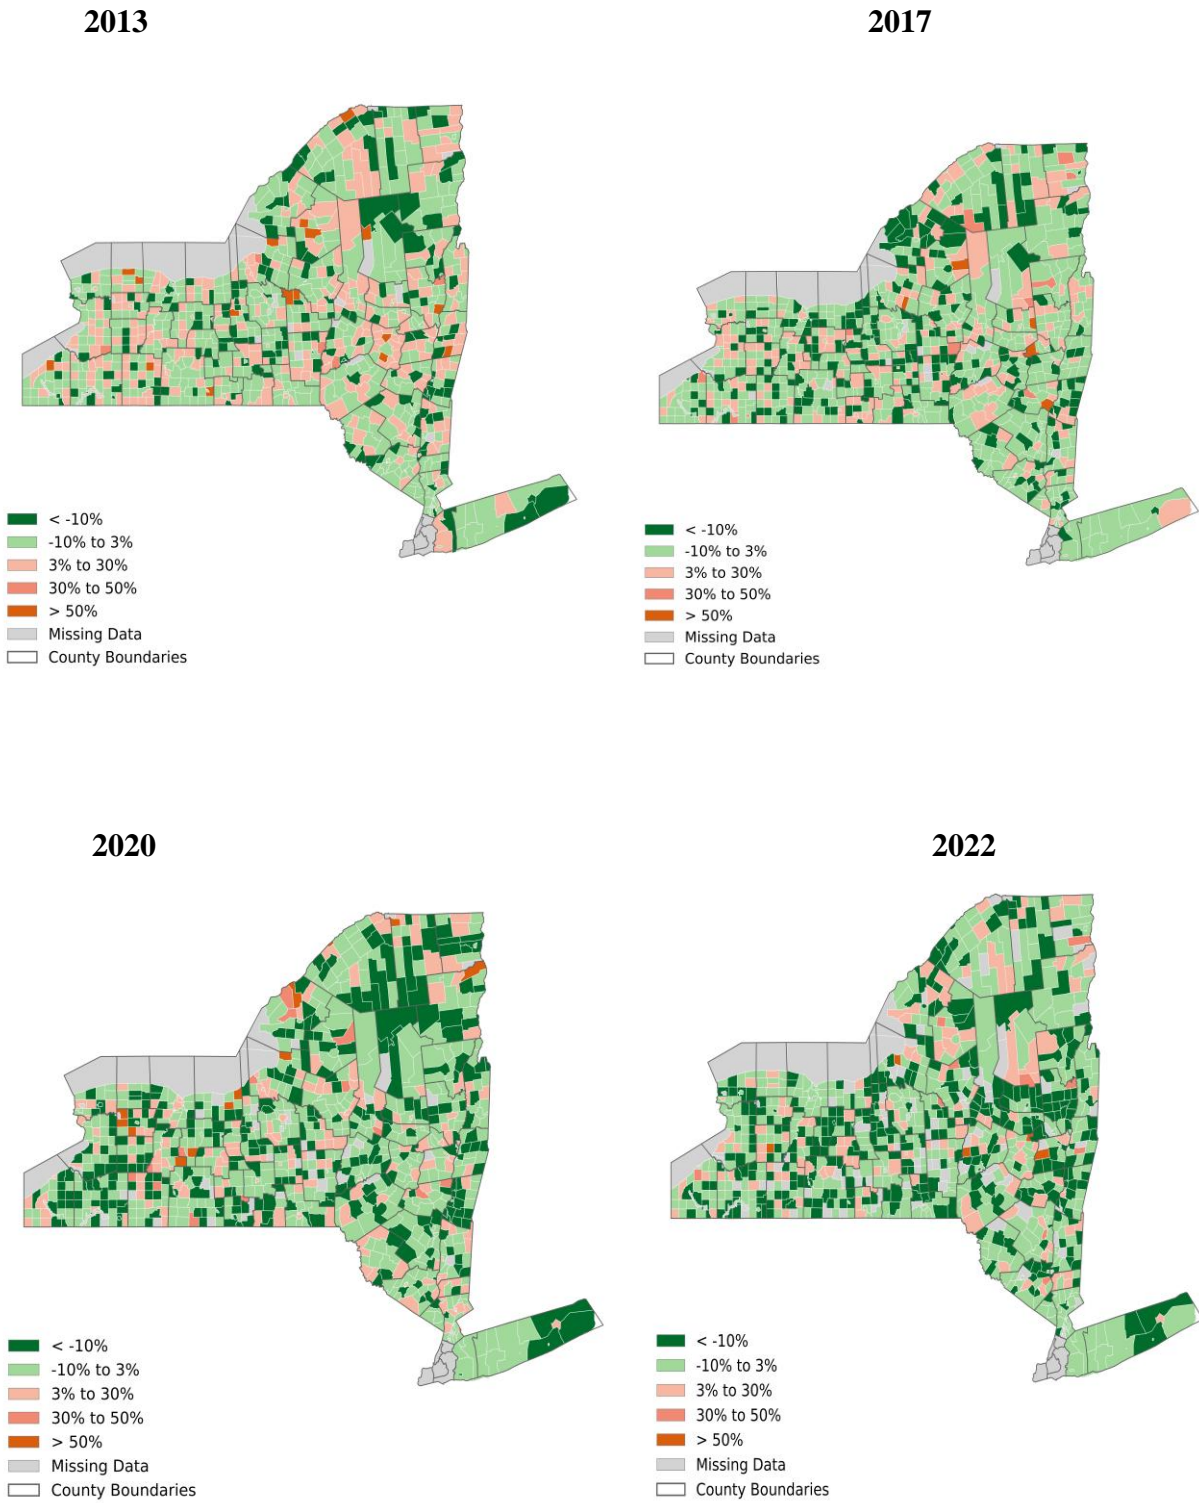 2013
2017
< -10%
-10% to 3%
3% to 30%
30% to 50%
> 50%
Missing Data
County Boundaries
< -10%
-10% to 3%
3% to 30%
30% to 50%
> 50%
Missing Data
County Boundaries
2020
2022
< -10%
-10% to 3%
3% to 30%
30% to 50%
> 50%
Missing Data
County Boundaries
< -10%
-10% to 3%
3% to 30%
30% to 50%
> 50%
Missing Data
County Boundaries